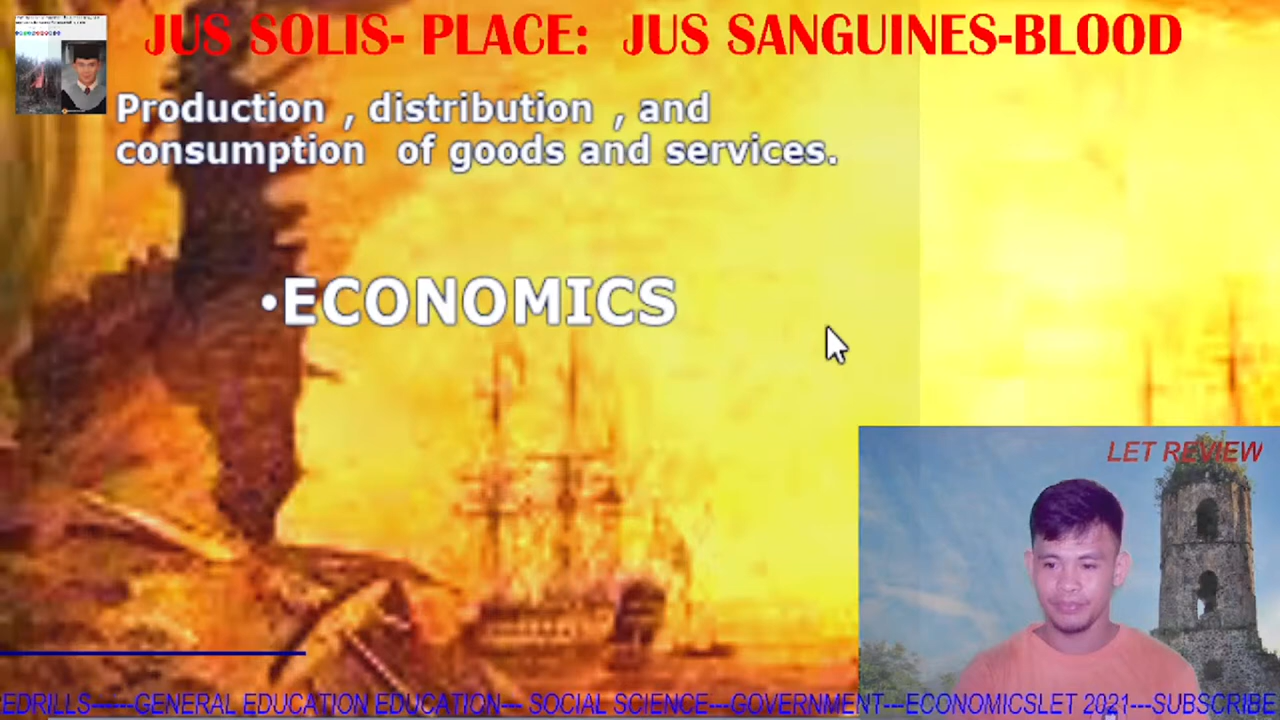 JUS SOLIS- PLACE: JUS SANGUINES-BLOOD
Production , distribution , and
consumption of goods and services.
•ECONOMICS
LET REVIEW
EDRILLS------GENERAL EDUCATION EDUCATION--- SOCIAL SCIENCE---GOVERNMENT---ECONOMICSLET 2021---SUBSCRIBE